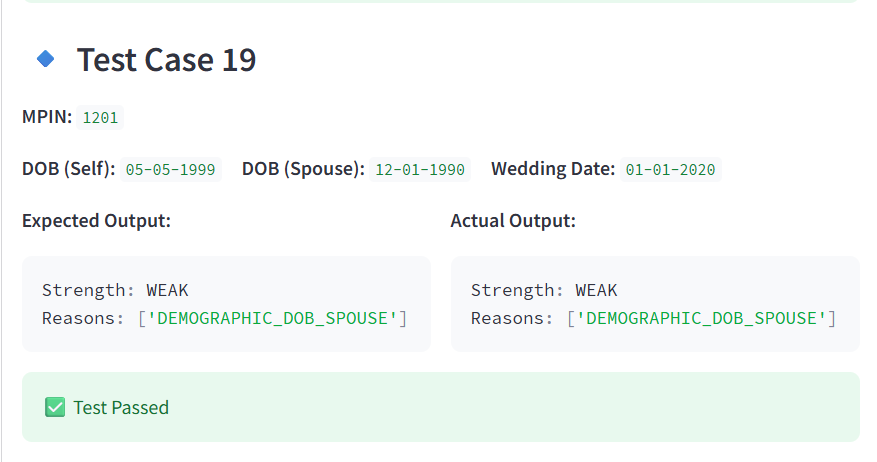 Test Case 19
MPIN: 1201
DOB (Self): 05-05-1999 DOB (Spouse): 12-01-1990 Wedding Date: 01-01-2020
Expected Output:
Strength: WEAK
Reasons: ['DEMOGRAPHIC_DOB_SPOUSE']
Actual Output:
Strength: WEAK
Reasons: ['DEMOGRAPHIC_DOB_SPOUSE']
Test Passed